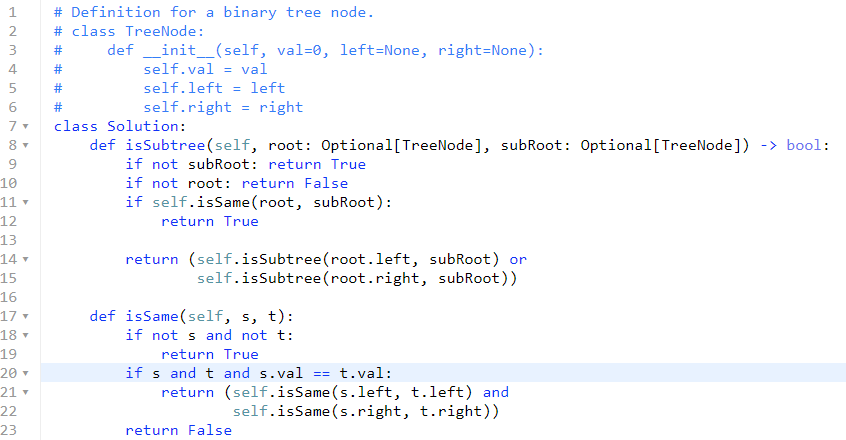 1 # Definition for a binary tree node.
2 # class TreeNode:
3 #     def __init__(self, val=0, left=None, right=None):
4 #         self.val = val
5 #         self.left = left
6 #         self.right = right
7 class Solution:
8     def isSubtree(self, root: Optional[TreeNode], subRoot: Optional[TreeNode]) -> bool:
9         if not subRoot: return True
10         if not root: return False
11         if self.isSame(root, subRoot):
12             return True
13
14         return (self.isSubtree(root.left, subRoot) or
15                 self.isSubtree(root.right, subRoot))
16
17     def isSame(self, s, t):
18         if not s and not t:
19             return True
20         if s and t and s.val == t.val:
21             return (self.isSame(s.left, t.left) and
22                     self.isSame(s.right, t.right))
23         return False